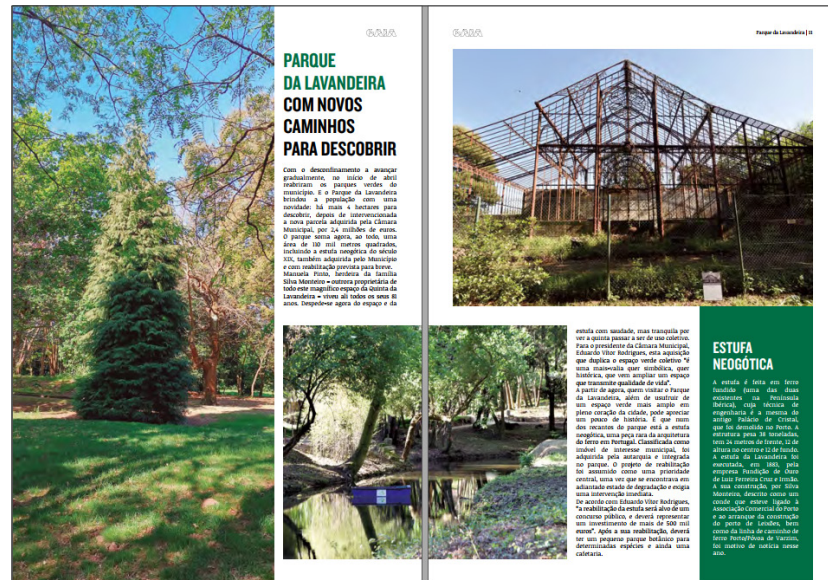 GAIA
PARQUE
DA LAVANDEIRA
COM NOVOS
CAMINHOS
PARA DESCOBRIR
Com o desconfinamento a avançar
gradualmente, no início de abril
reabriram os parques verdes do
município. E o Parque da Lavandeira
brindou a população com uma
novidade: há mais 4 hectares para
descobrir, depois de intervencionada
a nova parcela adquirida pela Câmara
Municipal, por 2,4 milhões de euros.
O parque soma agora, ao todo, uma
área de 110 mil metros quadrados,
incluindo a estufa neogótica do século
XIX, também adquirida pelo Município
e com reabilitação prevista para breve.
Manuela Pinto, herdeira da família
Silva Monteiro – outrora proprietária de
todo este magnífico espaço da Quinta da
Lavandeira – viveu ali todos os seus 81
anos. Despede-se agora do espaço e da
GAIA
Parque da Lavandeira | 11
estufa com saudade, mas tranquila por
ver a quinta passar a ser de uso coletivo.
Para o presidente da Câmara Municipal,
Eduardo Vítor Rodrigues, esta aquisição
que duplica o espaço verde coletivo "é
uma mais-valia quer simbólica, quer
histórica, que vem ampliar um espaço
que transmite qualidade de vida".
A partir de agora, quem visitar o Parque
da Lavandeira, além de usufruir de
um espaço verde mais amplo em
pleno coração da cidade, pode apreciar
um pouco de história. É que num
dos recantos do parque está a estufa
neogótica, uma peça rara da arquitetura
do ferro em Portugal. Classificada como
imóvel de interesse municipal, foi
adquirida pela autarquia e integrada
no parque. O projeto de reabilitação
foi assumido como uma prioridade
central, uma vez que se encontrava em
adiantado estado de degradação e exigia
uma intervenção imediata.
De acordo com Eduardo Vítor Rodrigues,
"a reabilitação da estufa será alvo de um
concurso público, e deverá representar
um investimento de mais de 500 mil
euros". Após a sua reabilitação, deverá
ter um pequeno parque botânico para
determinadas espécies e ainda uma
cafetaria.
ESTUFA
NEOGÓTICA
A estufa é feita em ferro
fundido (uma das duas
existentes na Península
Ibérica), cuja técnica de
engenharia é a mesma do
antigo Palácio de Cristal,
que foi demolido no Porto. A
estrutura pesa 38 toneladas,
tem 24 metros de frente, 12 de
altura no centro e 12 de fundo.
A estufa da Lavandeira foi
executada, em 1883, pela
empresa Fundição de Ouro
de Luiz Ferreira Cruz e Irmão.
A sua construção, por Silva
Monteiro, descrito como um
conde que esteve ligado à
Associação Comercial do Porto
e ao arranque da construção
do porto de Leixões, bem
como da linha de caminho de
ferro Porto/Póvoa de Varzim,
foi motivo de notícia nesse
ano.